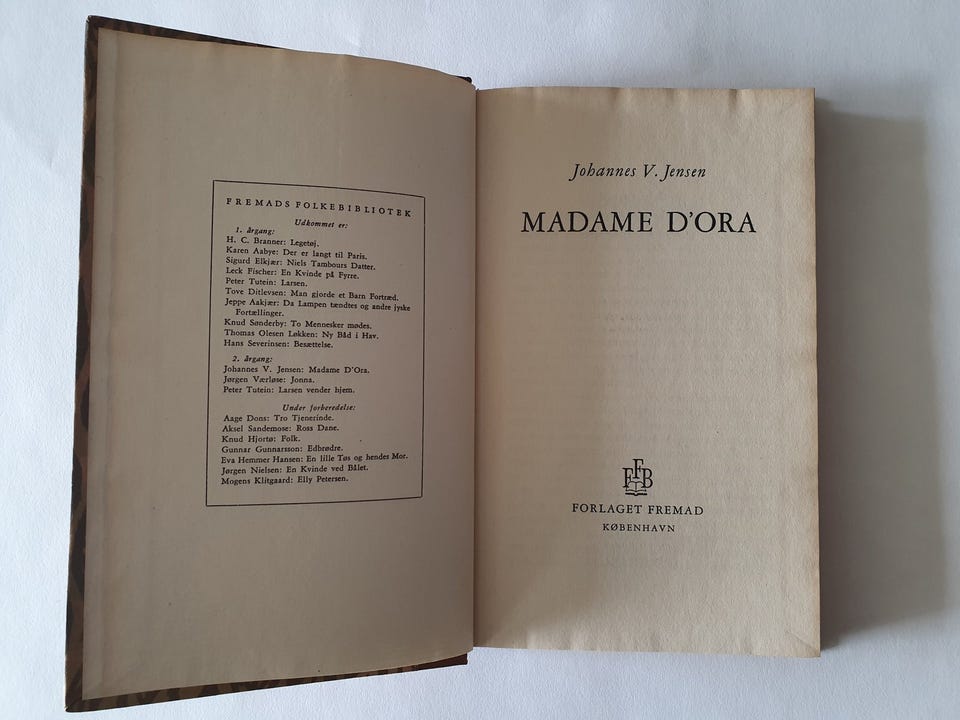 FREMADS FOLKEBIBLIOTEK
Udkommet er:
1. årgang:
H. C. Branner: Legetøj.
Karen Aabye: Der er langt til Paris.
Sigurd Elkjær: Niels Tambours Datter.
Leck Fischer: En Kvinde på Fyrre.
Peter Tutein: Larsen.
Tove Ditlevsen: Man gjorde et Barn Fortræd.
Jeppe Aakjær: Da Lampen tændtes og andre jyske
Fortællinger.
Knud Sønderby: To Mennesker mødes.
Thomas Olesen Løkken: Ny Båd i Hav.
Hans Severinsen: Besættelse.
2. årgang:
Johannes V. Jensen: Madame D'Ora.
Jørgen Værløse: Jonna.
Peter Tutein: Larsen vender hjem.
Under forberedelse:
Aage Dons: Tro Tjenerinde.
Aksel Sandemose: Ross Dane.
Knud Hjortø: Folk.
Gunnar Gunnarsson: Edbrødre.
Eva Hemmer Hansen: En lille Tøs og hendes Mor.
Jørgen Nielsen: En Kvinde ved Bålet.
Mogens Klitgaard: Elly Petersen.
Johannes V. Jensen
MADAME D'ORA
FFB
FORLAGET FREMAD
KØBENHAVN